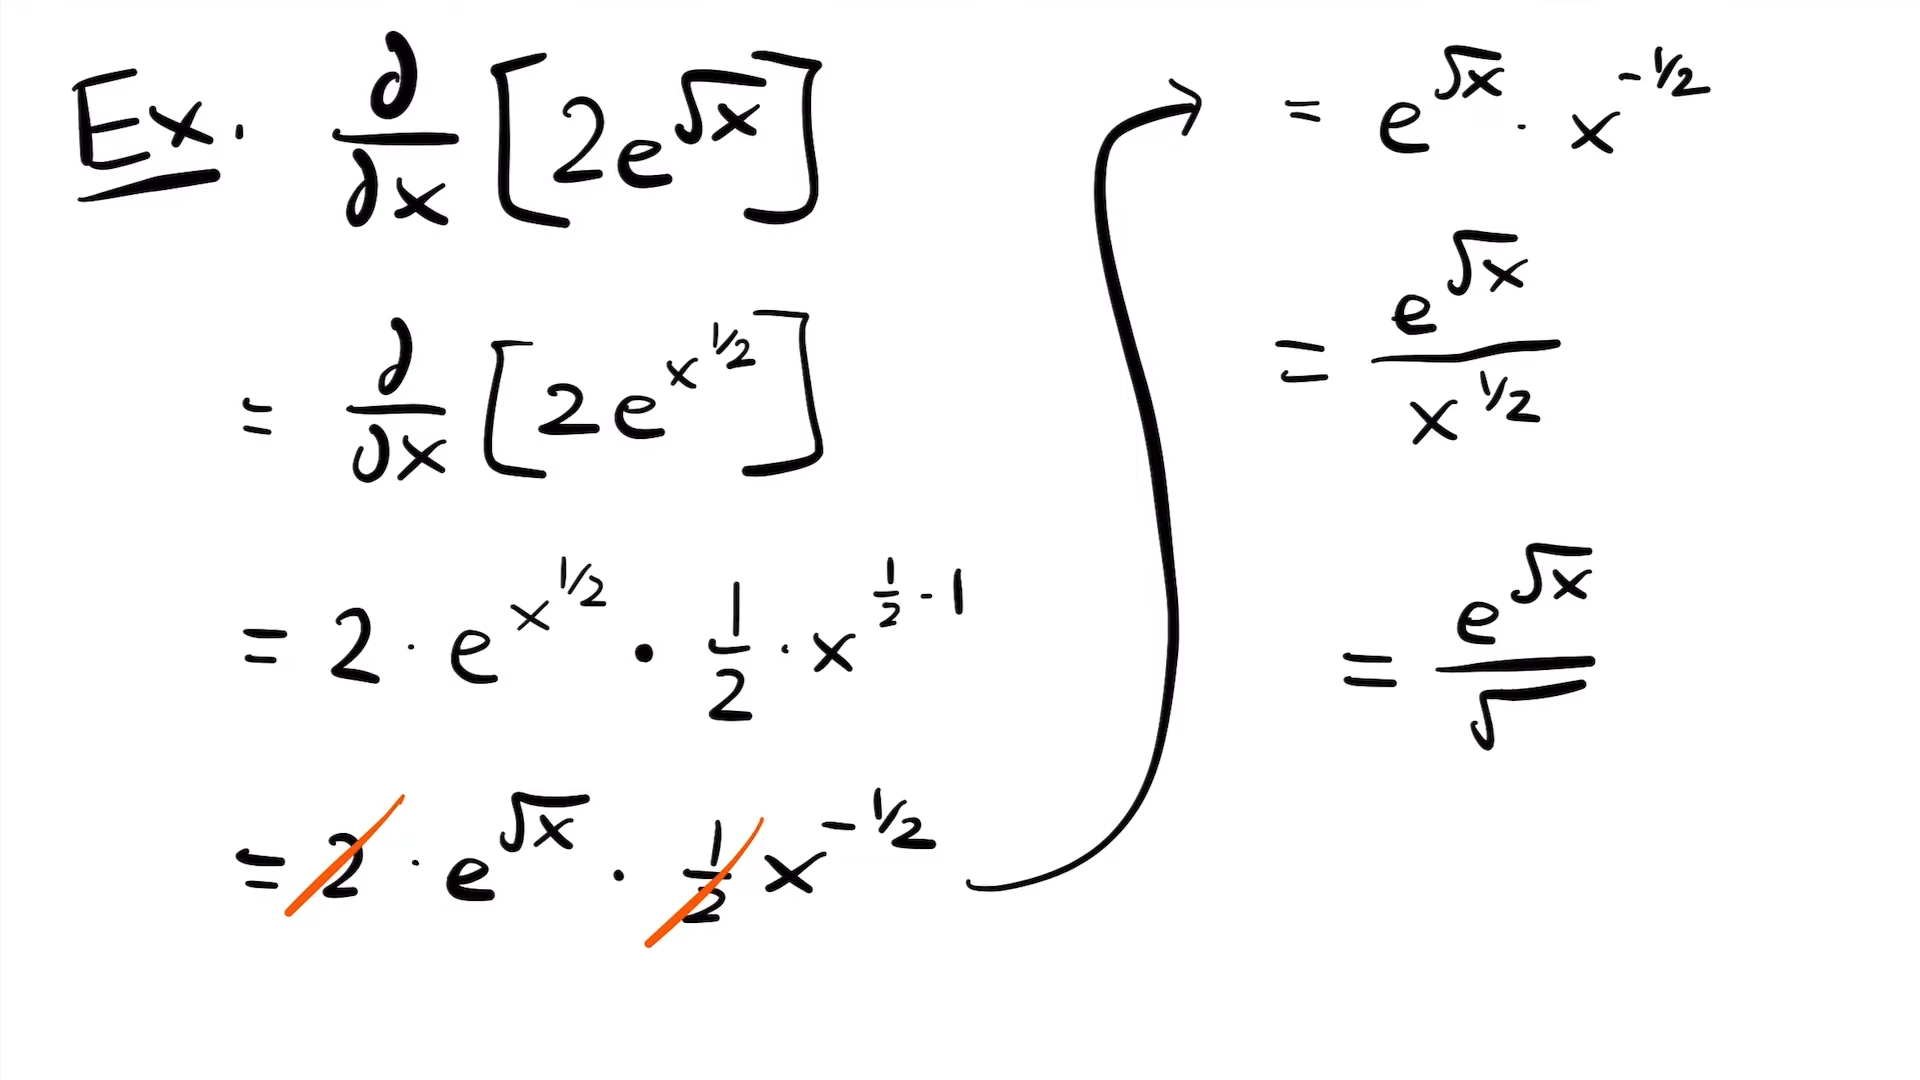 Ex. ∂/∂x [2e^√x]
= ∂/∂x [2e^x^1/2]
= 2 · e^x^1/2 · 1/2 · x^1/2 - 1
= 2 · e^√x · 1/2 x^-1/2
= e^√x · x^-1/2
= e^√x / x^1/2
= e^√x / √